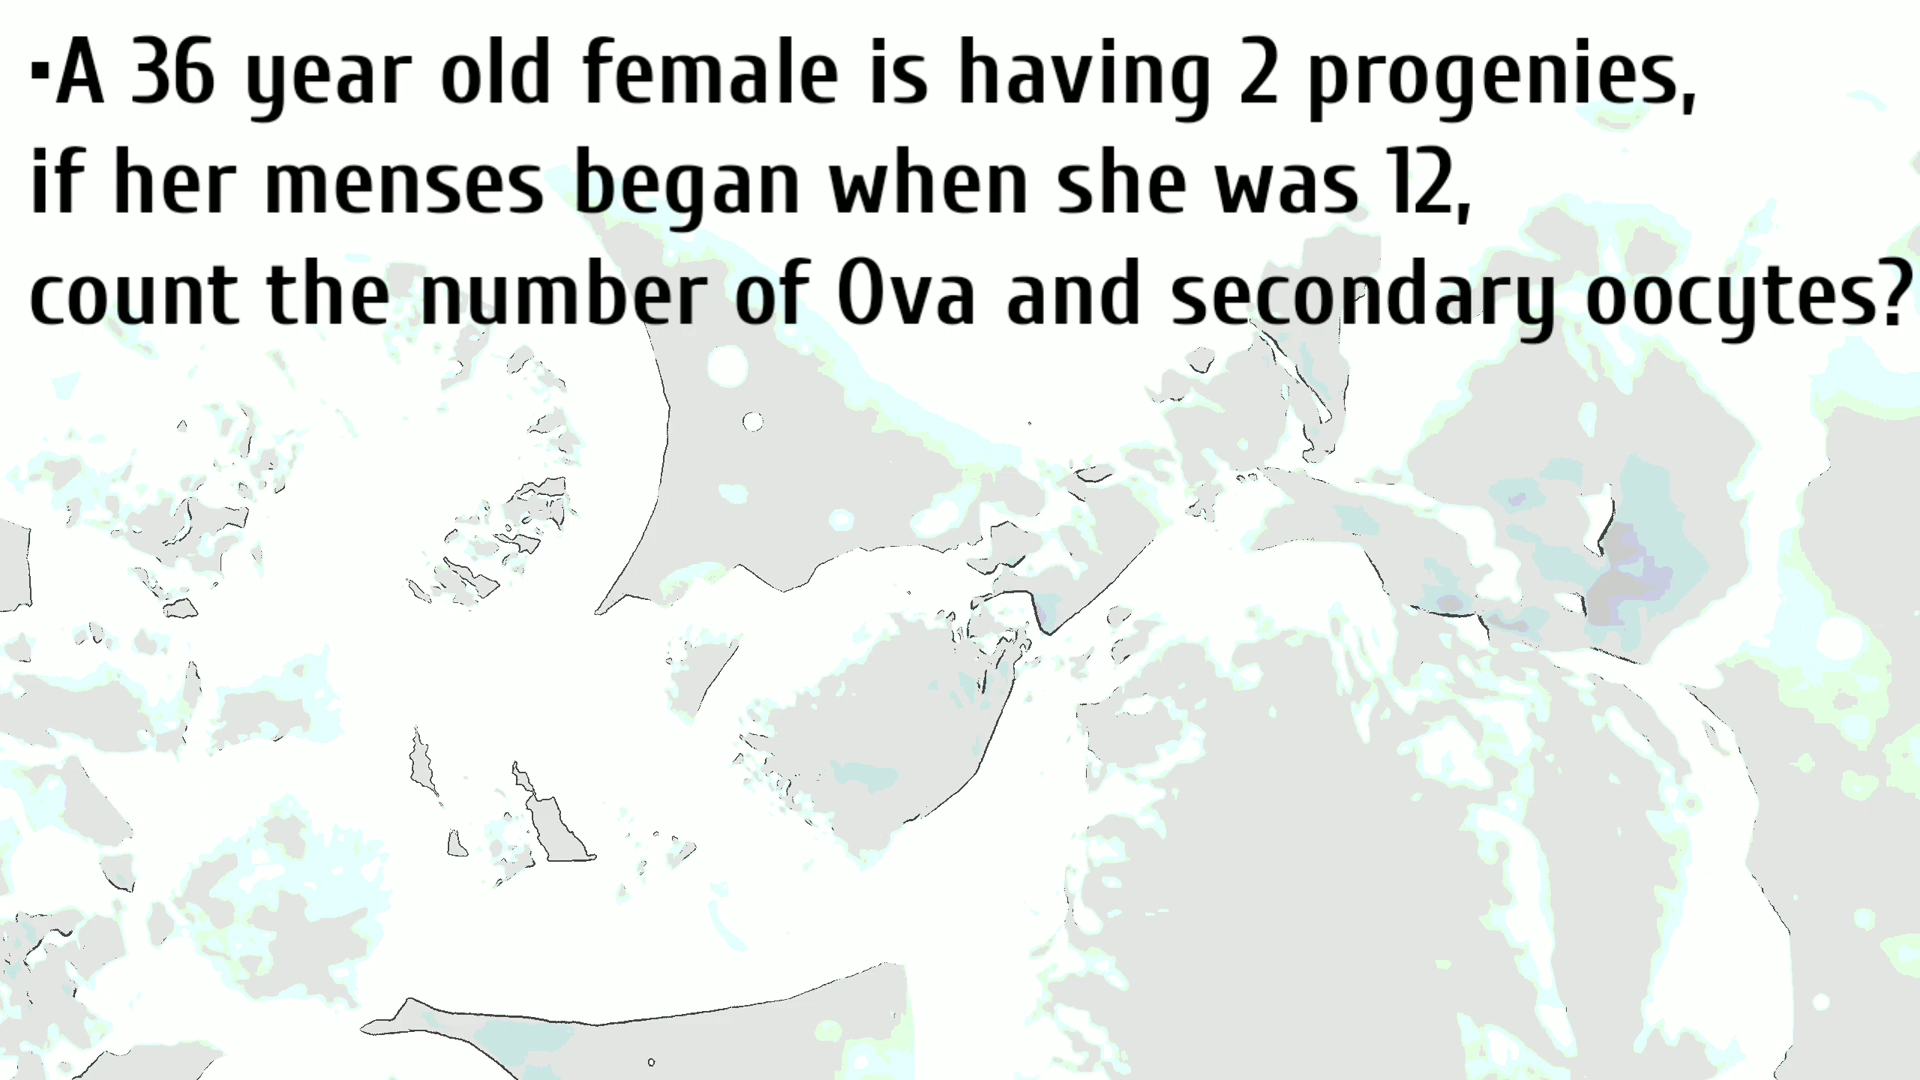 ▪A 36 year old female is having 2 progenies,
if her menses began when she was 12,
count the number of Ova and secondary oocytes?